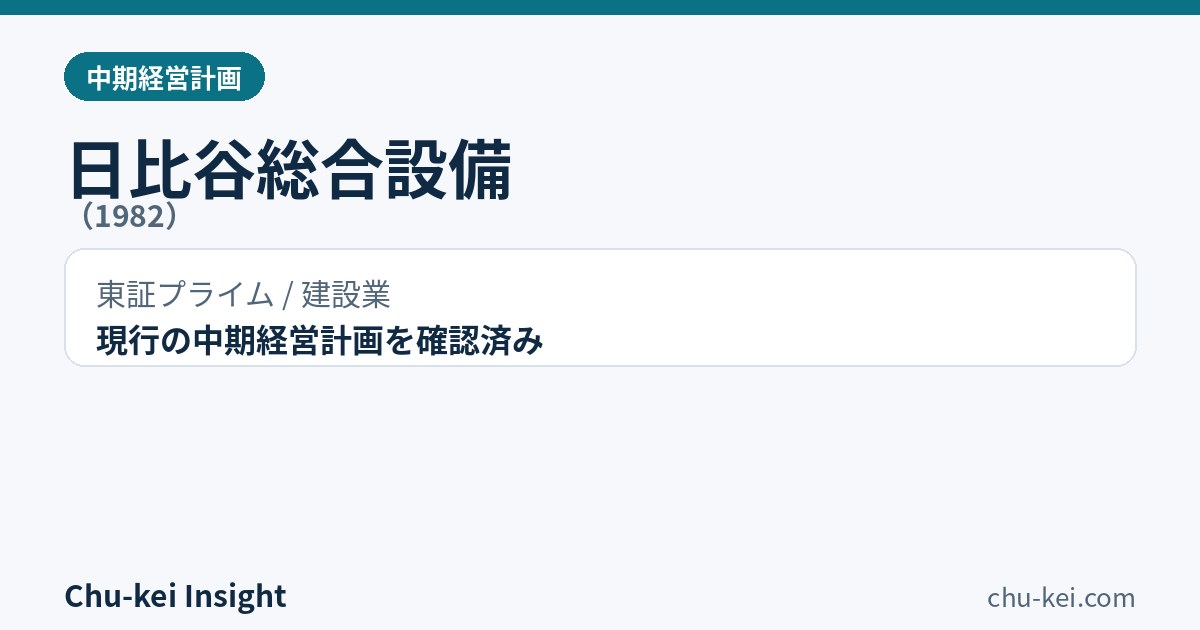 中期経営計画
日比谷総合設備
（1982）
東証プライム / 建設業
現行の中期経営計画を確認済み
Chu-kei Insight
chu-kei.com